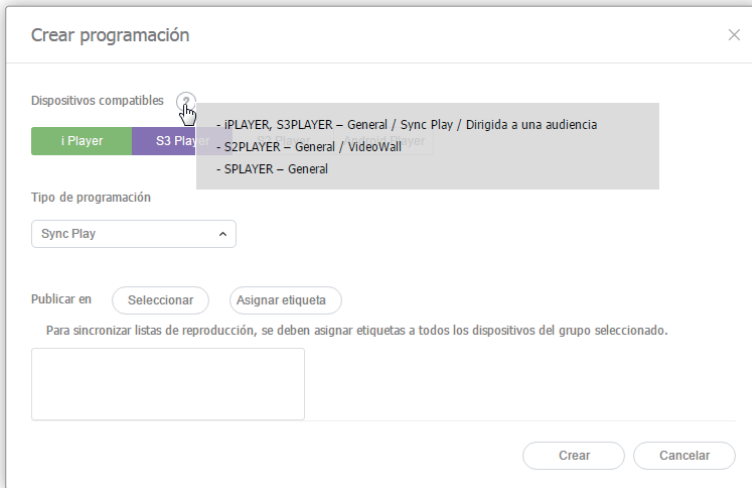 Crear programación
Dispositivos compatibles ?
- iPLAYER, S3PLAYER – General / Sync Play / Dirigida a una audiencia
i Player S3 Player
- S2PLAYER – General / VideoWall
- SPLAYER – General
Tipo de programación
Sync Play
Publicar en Seleccionar Asignar etiqueta
Para sincronizar listas de reproducción, se deben asignar etiquetas a todos los dispositivos del grupo seleccionado.
Crear Cancelar